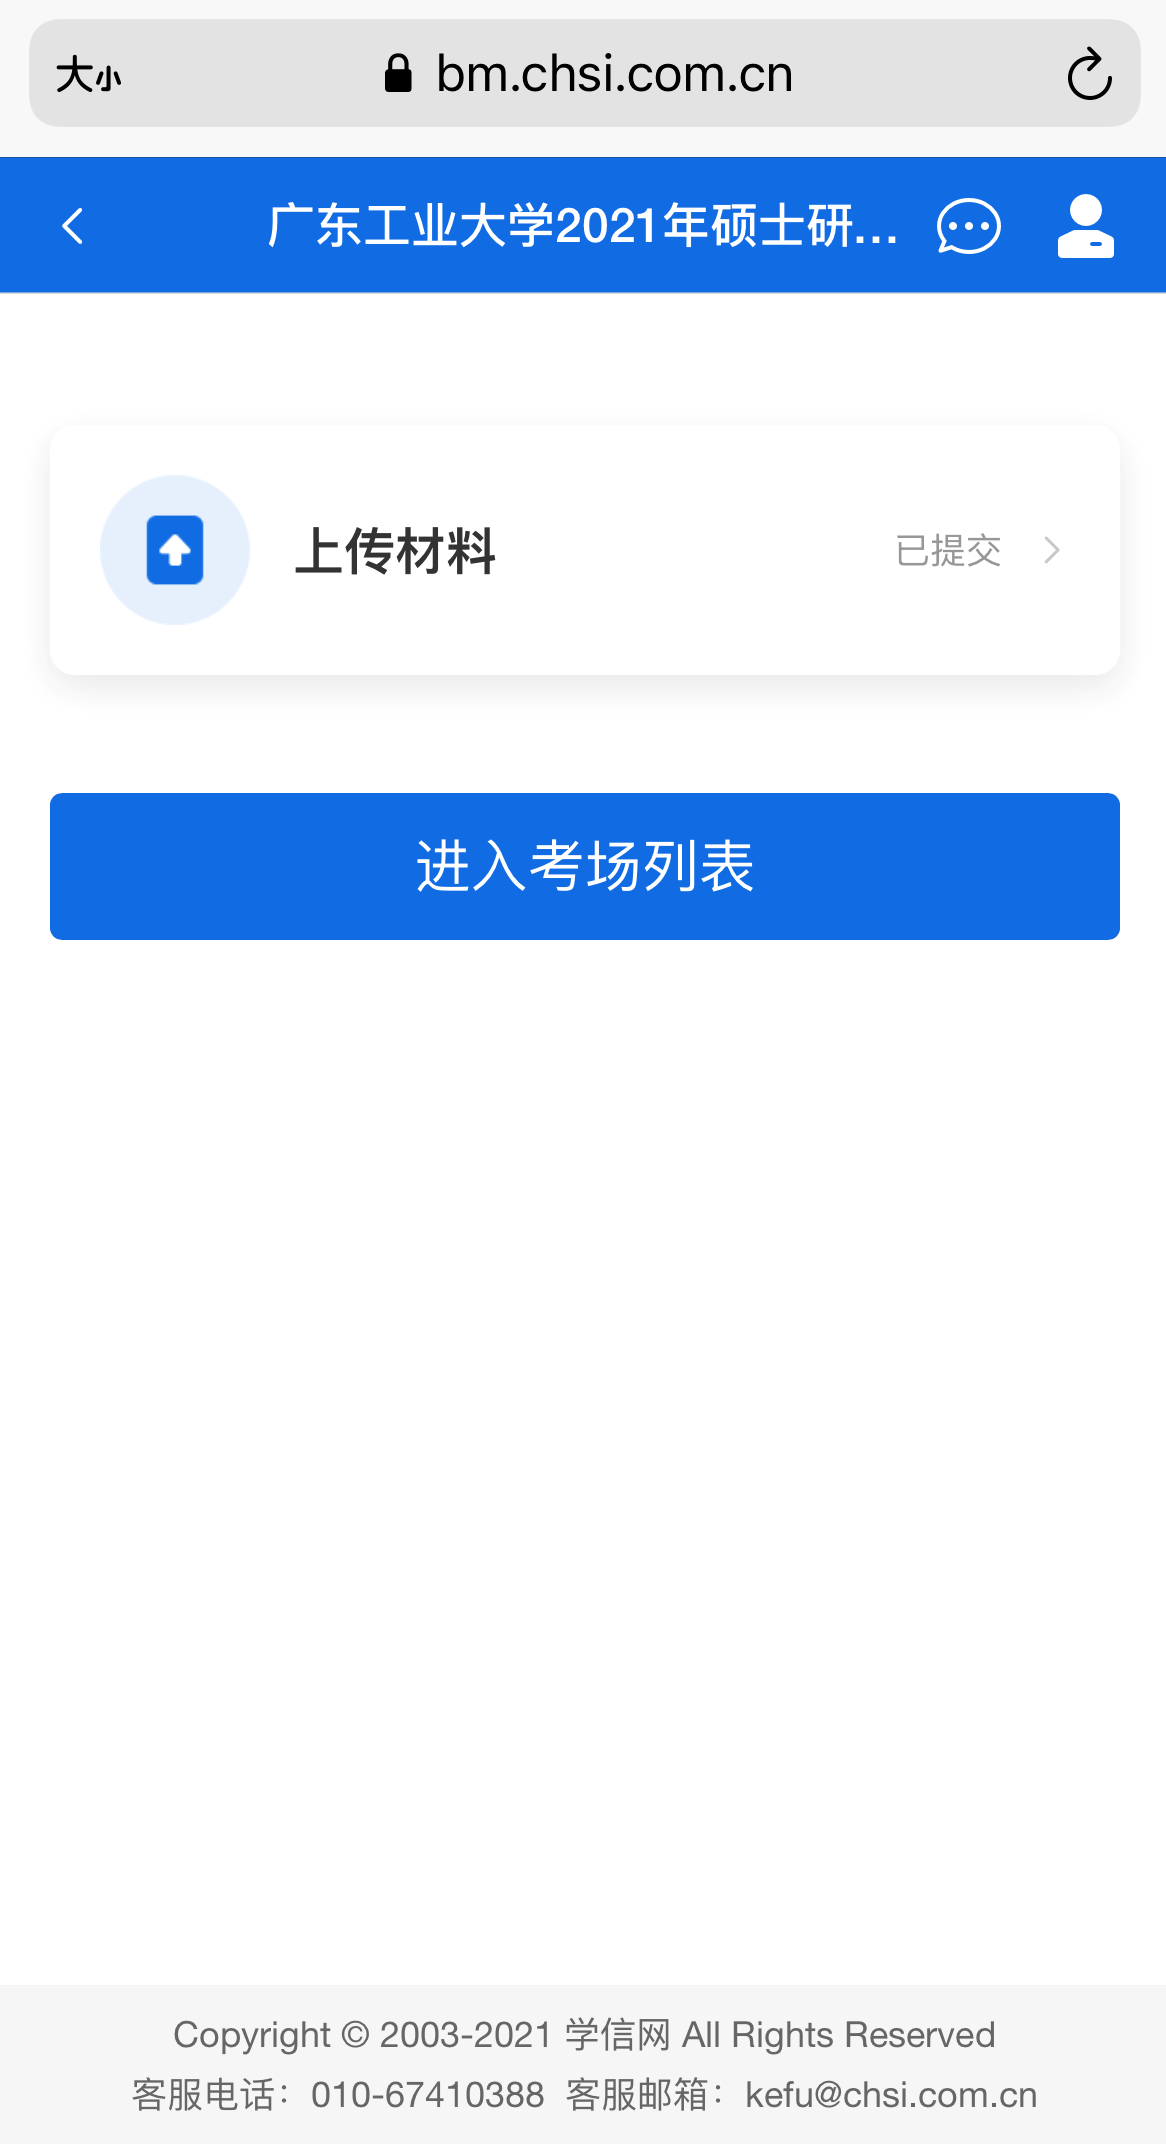 大小
bm.chsi.com.cn
广东工业大学2021年硕士研...
上传材料
已提交
进入考场列表
Copyright © 2003-2021 学信网 All Rights Reserved
客服电话：010-67410388 客服邮箱：kefu@chsi.com.cn